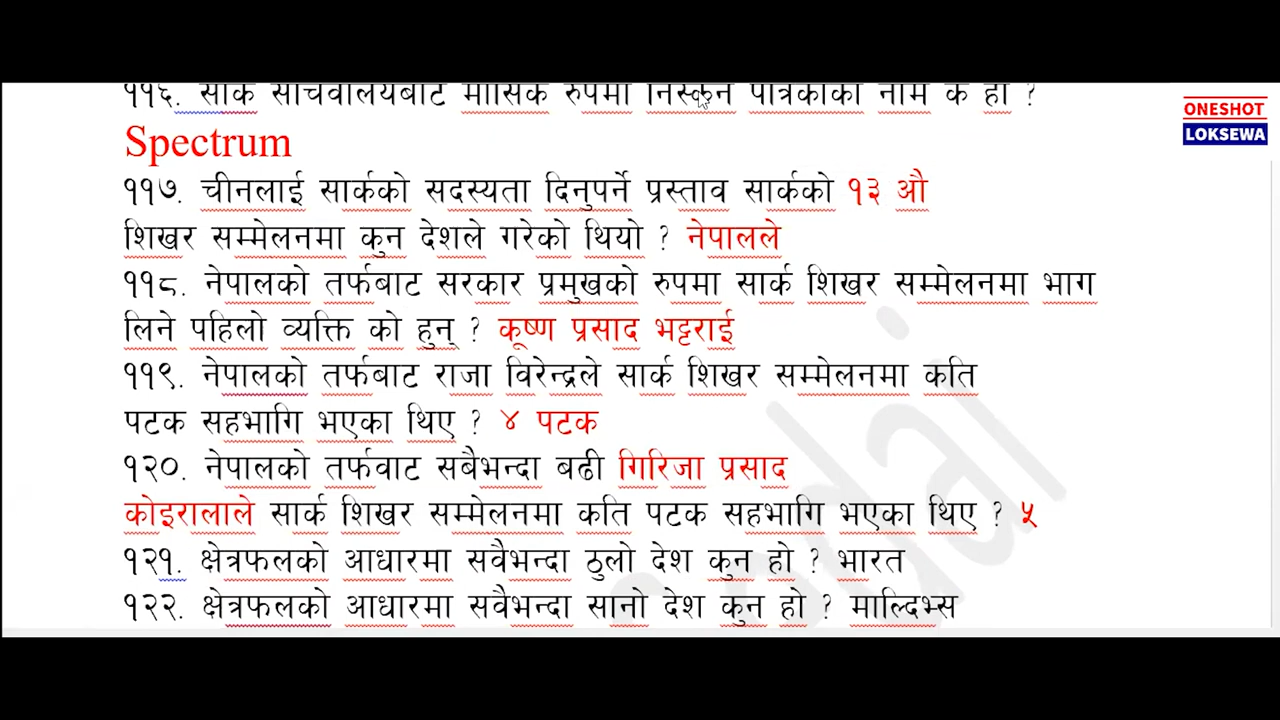 ११६. सार्क सचिवालयबाट मासिक रुपमा निस्कने पत्रिकाको नाम के हो ?
Spectrum
ONESHOT
LOKSEWA
११७. चीनलाई सार्कको सदस्यता दिनुपर्ने प्रस्ताव सार्कको १३ औ
शिखर सम्मेलनमा कुन देशले गरेको थियो ? नेपालले
११८. नेपालको तर्फबाट सरकार प्रमुखको रुपमा सार्क शिखर सम्मेलनमा भाग
लिने पहिलो व्यक्ति को हुन् ? कृष्ण प्रसाद भट्टराई
११९. नेपालको तर्फबाट राजा विरेन्द्रले सार्क शिखर सम्मेलनमा कति
पटक सहभागि भएका थिए ? ४ पटक
१२०. नेपालको तर्फवाट सबैभन्दा बढी गिरिजा प्रसाद
कोइरालाले सार्क शिखर सम्मेलनमा कति पटक सहभागि भएका थिए ? ५
१२१. क्षेत्रफलको आधारमा सवैभन्दा ठुलो देश कुन हो ? भारत
१२२. क्षेत्रफलको आधारमा सवैभन्दा सानो देश कुन हो ? माल्दिभ्स